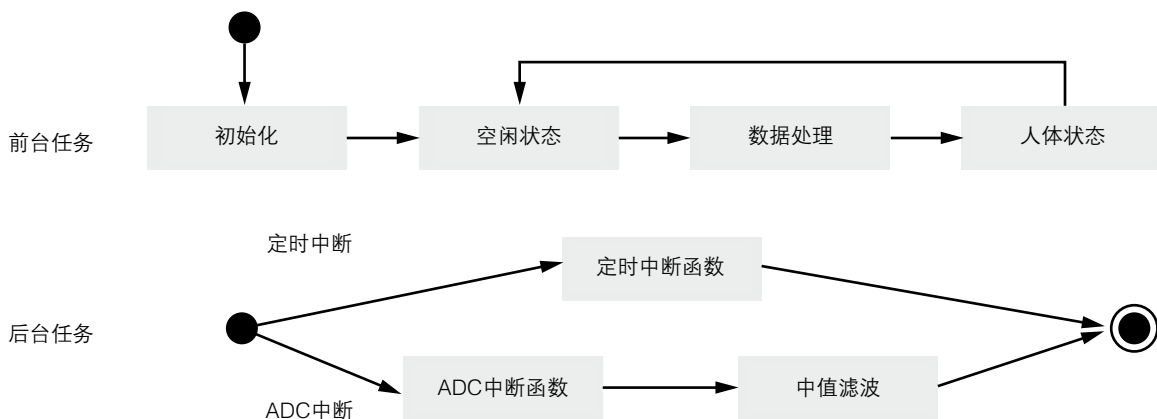 前台任务
初始化
空闲状态
数据处理
人体状态
定时中断
定时中断函数
后台任务
ADC中断函数
中值滤波
ADC中断